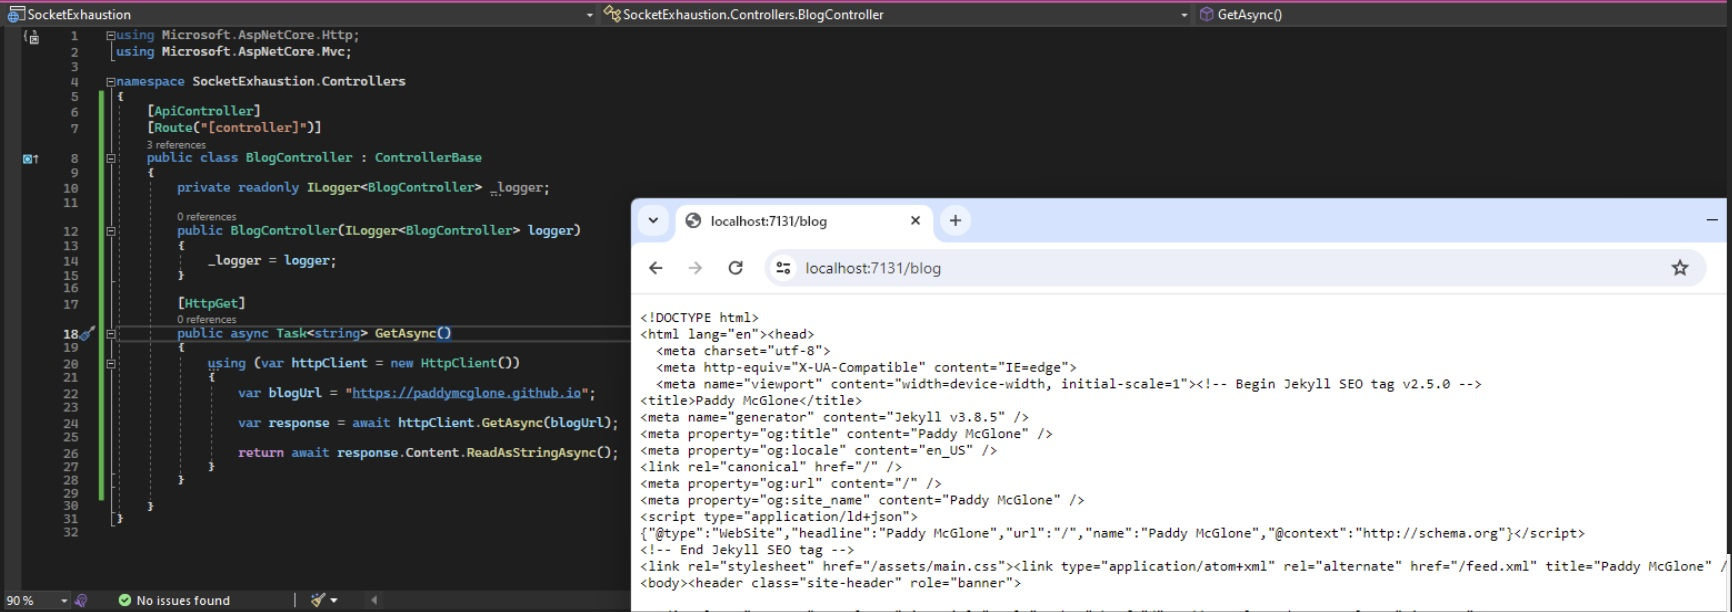 SocketExhaustion
SocketExhaustion.Controllers.BlogController
GetAsync()
1 using Microsoft.AspNetCore.Http;
2 using Microsoft.AspNetCore.Mvc;
3
4 namespace SocketExhaustion.Controllers
5 {
6 [ApiController]
7 [Route("[controller]")]
3 references
8 public class BlogController : ControllerBase
9 {
10 private readonly ILogger<BlogController> _logger;
11
0 references
12 public BlogController(ILogger<BlogController> logger)
13 {
14 _logger = logger;
15 }
16
17 [HttpGet]
0 references
18 public async Task<string> GetAsync()
19 {
20 using (var httpClient = new HttpClient())
21 {
22 var blogUrl = "https://paddymcglone.github.io";
23
24 var response = await httpClient.GetAsync(blogUrl);
25
26 return await response.Content.ReadAsStringAsync();
27 }
28 }
29
30 }
31 }
32
90 %
No issues found
localhost:7131/blog
localhost:7131/blog
<!DOCTYPE html>
<html lang="en"><head>
<meta charset="utf-8">
<meta http-equiv="X-UA-Compatible" content="IE=edge">
<meta name="viewport" content="width=device-width, initial-scale=1"><!-- Begin Jekyll SEO tag v2.5.0 -->
<title>Paddy McGlone</title>
<meta name="generator" content="Jekyll v3.8.5" />
<meta property="og:title" content="Paddy McGlone" />
<meta property="og:locale" content="en_US" />
<link rel="canonical" href="/" />
<meta property="og:url" content="/" />
<meta property="og:site_name" content="Paddy McGlone" />
<script type="application/ld+json">
{"@type":"WebSite","headline":"Paddy McGlone","url":"/","name":"Paddy McGlone","@context":"http://schema.org"}</script>
<!-- End Jekyll SEO tag -->
<link rel="stylesheet" href="/assets/main.css"><link type="application/atom+xml" rel="alternate" href="/feed.xml" title="Paddy McGlone" /
<body><header class="site-header" role="banner">